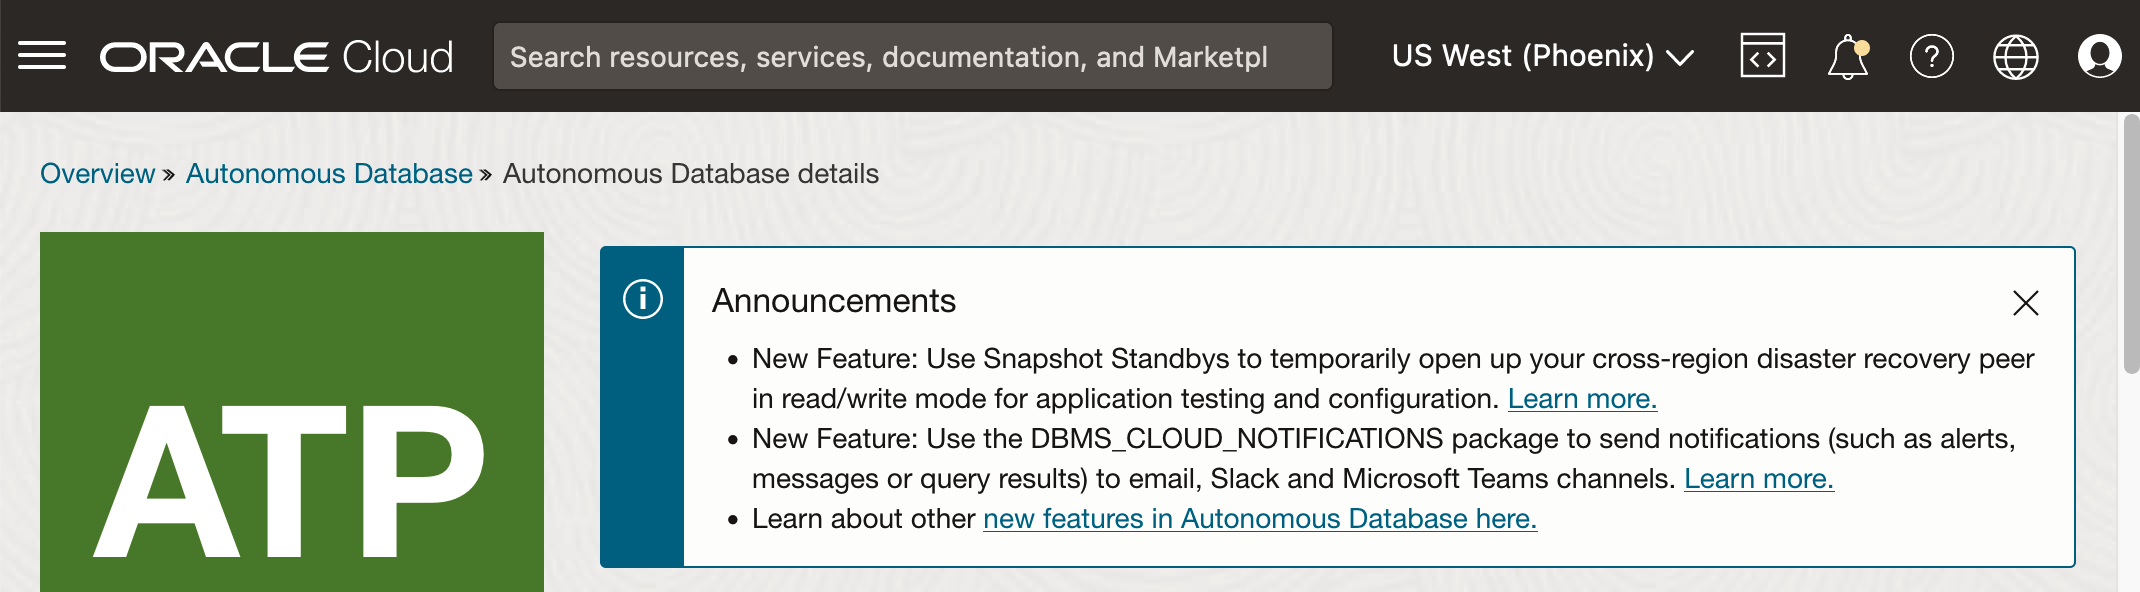 ORACLE Cloud
Search resources, services, documentation, and Marketpl
US West (Phoenix)
Overview » Autonomous Database » Autonomous Database details
ATP
Announcements
• New Feature: Use Snapshot Standbys to temporarily open up your cross-region disaster recovery peer
in read/write mode for application testing and configuration. Learn more.
• New Feature: Use the DBMS_CLOUD_NOTIFICATIONS package to send notifications (such as alerts,
messages or query results) to email, Slack and Microsoft Teams channels. Learn more.
• Learn about other new features in Autonomous Database here.